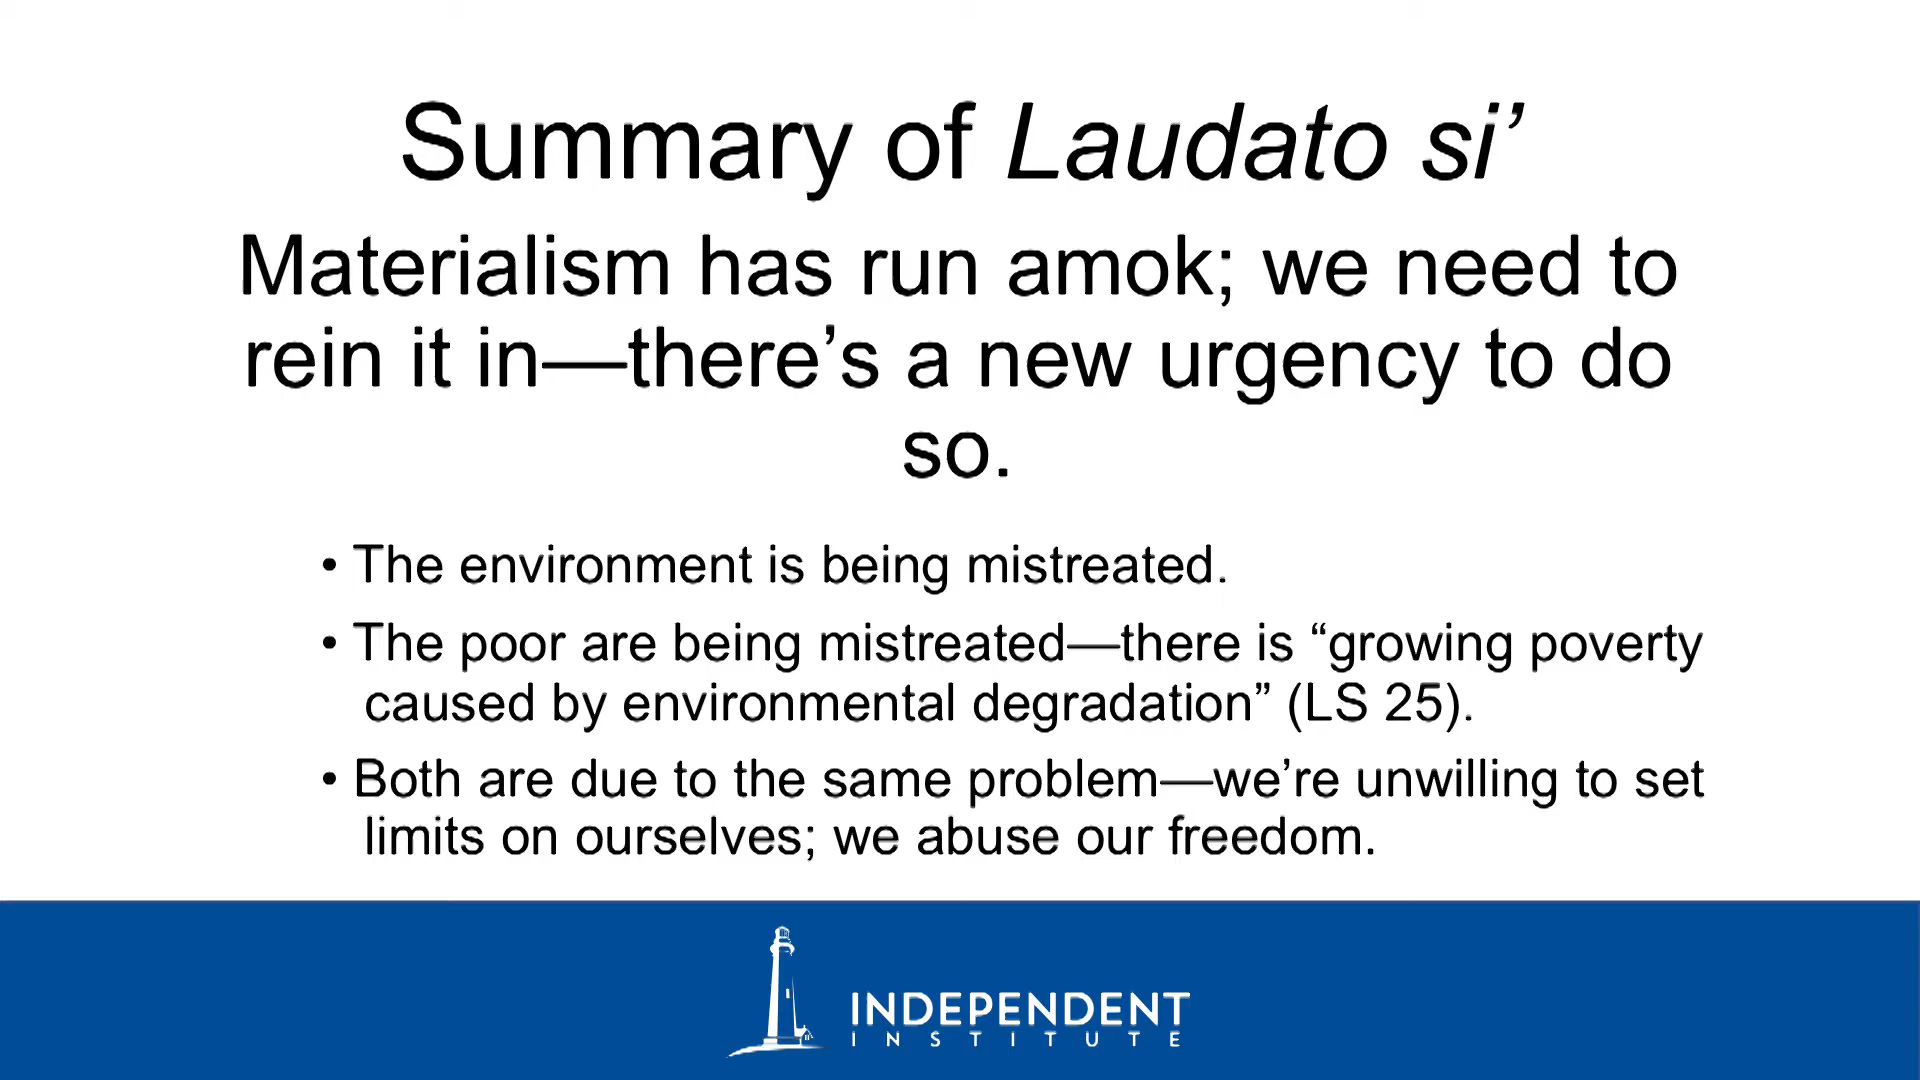 Summary of Laudato si’
Materialism has run amok; we need to
rein it in—there’s a new urgency to do
so.
• The environment is being mistreated.
• The poor are being mistreated—there is “growing poverty
caused by environmental degradation” (LS 25).
• Both are due to the same problem—we’re unwilling to set
limits on ourselves; we abuse our freedom.
INDEPENDENT
INSTITUTE